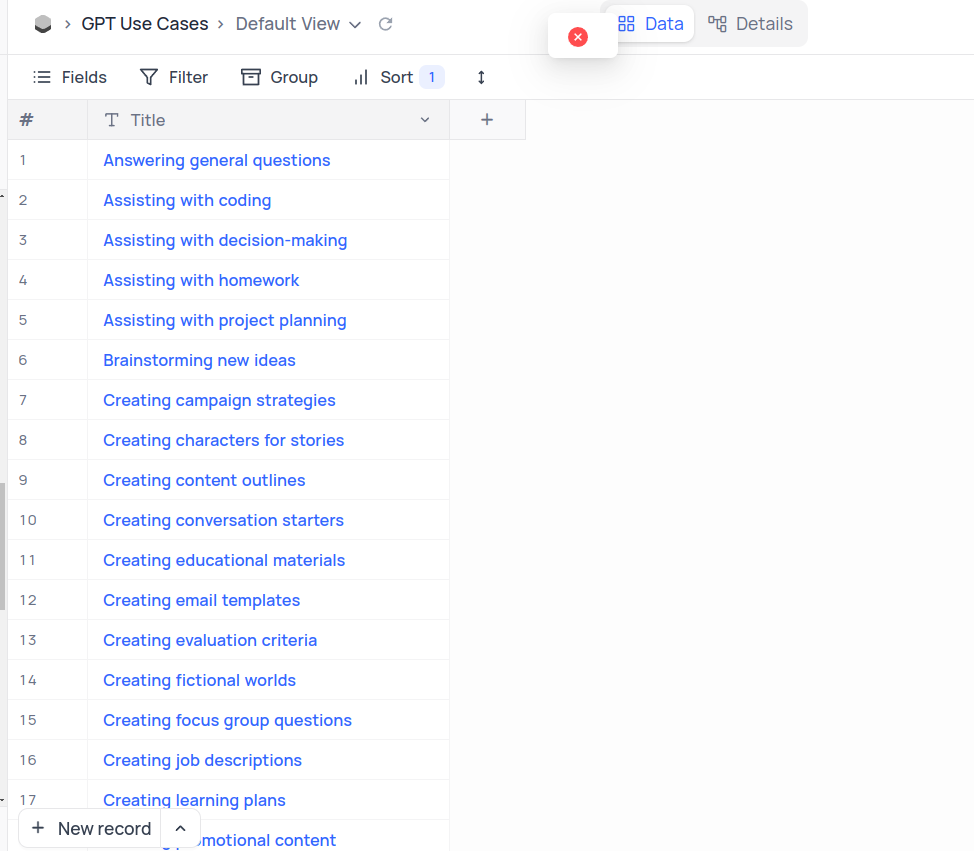 GPT Use Cases > Default View
Data
Details
Fields
Filter
Group
Sort 1
# Title +
1 Answering general questions
2 Assisting with coding
3 Assisting with decision-making
4 Assisting with homework
5 Assisting with project planning
6 Brainstorming new ideas
7 Creating campaign strategies
8 Creating characters for stories
9 Creating content outlines
10 Creating conversation starters
11 Creating educational materials
12 Creating email templates
13 Creating evaluation criteria
14 Creating fictional worlds
15 Creating focus group questions
16 Creating job descriptions
17 Creating learning plans
+ New record
content